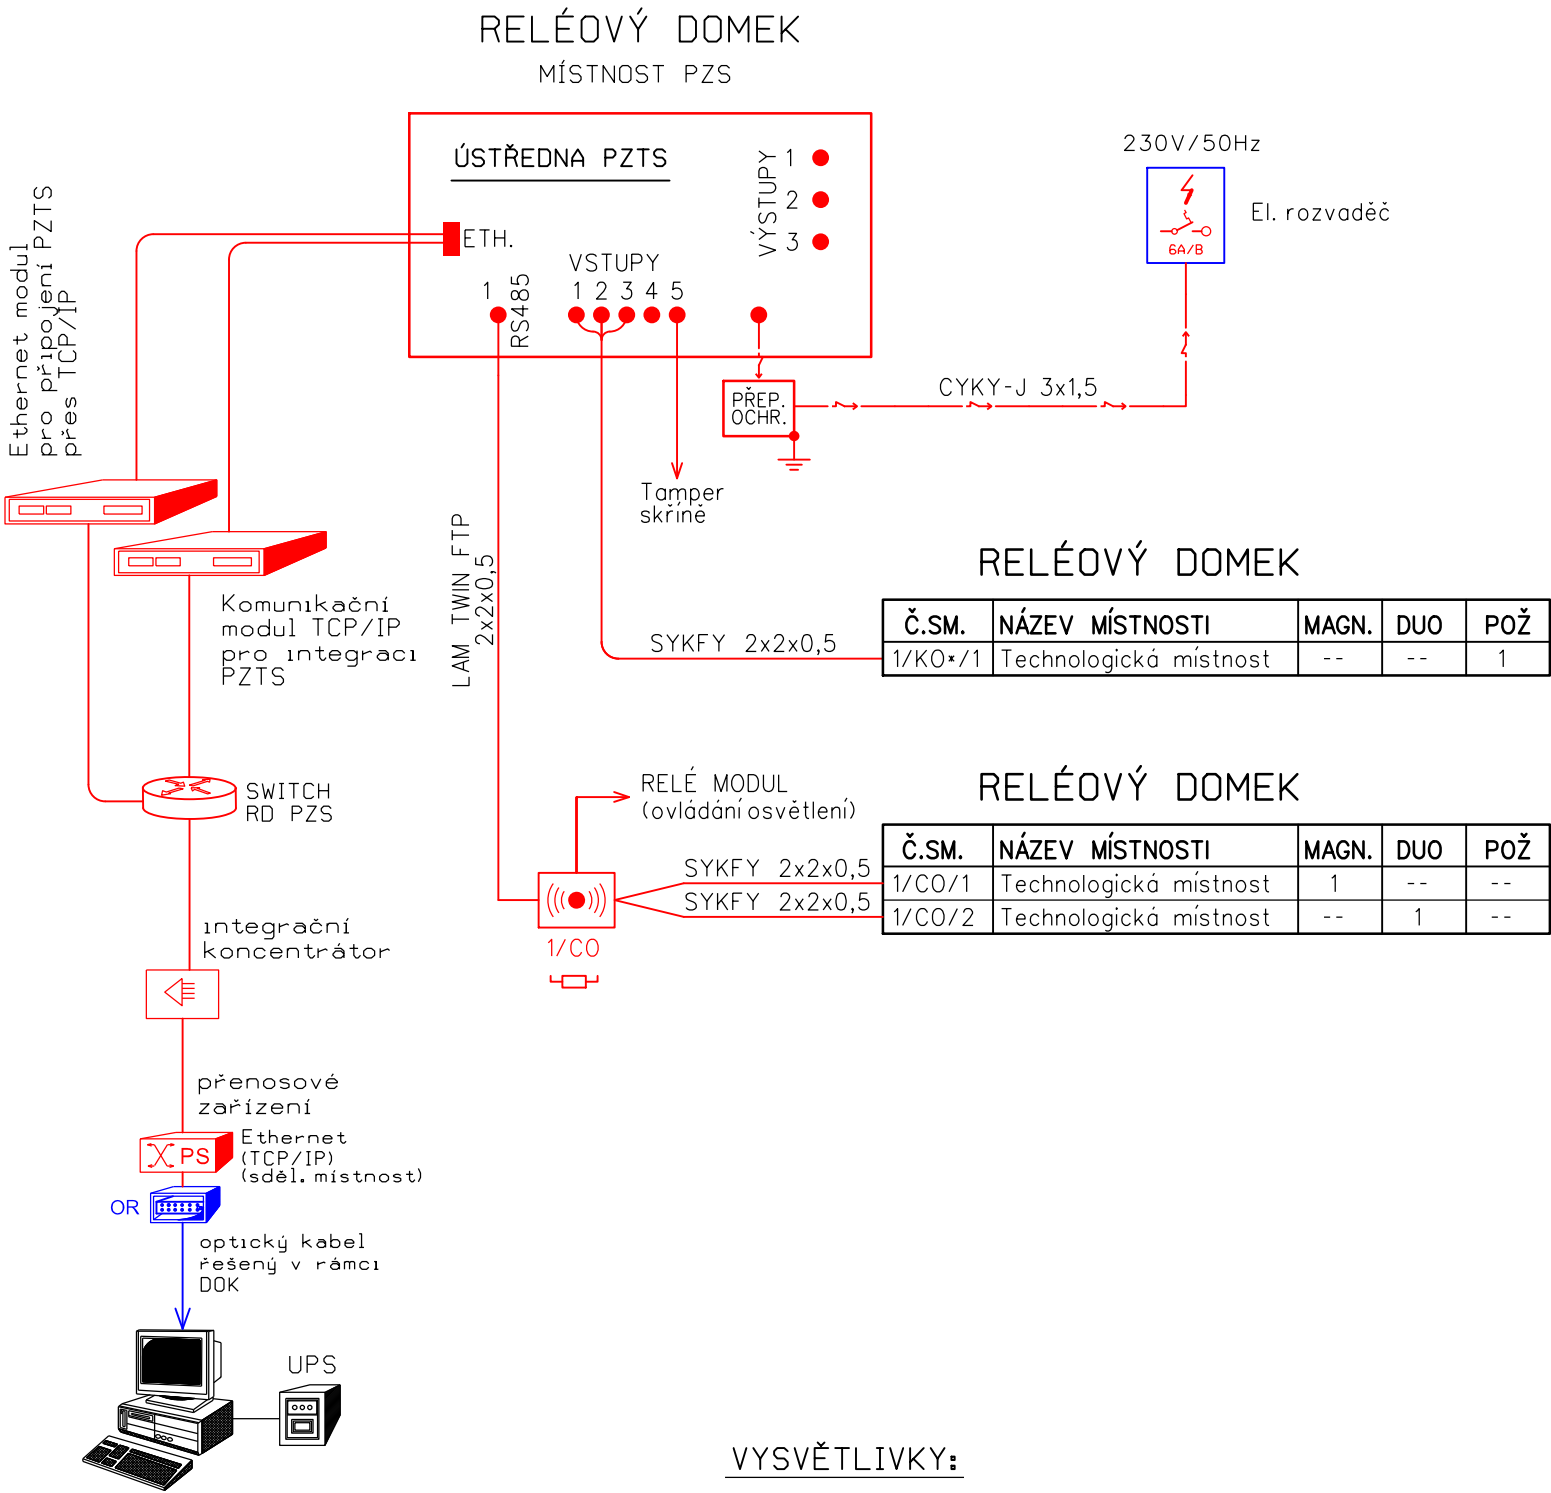 RELÉOVÝ DOMEK
MÍSTNOST PZS
ÚSTŘEDNA PZTS
VÝSTUPY
1
2
3
ETH.
1
RS485
VSTUPY
1 2 3 4 5
230V/50Hz
El. rozvaděč
6A/B
Ethernet modul
pro připojení PZTS
přes TCP/IP
PŘEP.
OCHR.
CYKY-J 3x1,5
Tamper
skříně
LAM TWIN FTP
2x2x0,5
Komunikační
modul TCP/IP
pro integraci
PZTS
SYKFY 2x2x0,5
RELÉOVÝ DOMEK
Č.SM. NÁZEV MÍSTNOSTI MAGN. DUO POŽ
1/KO*/1 Technologická místnost -- -- 1
SWITCH
RD PZS
RELÉ MODUL
(ovládání osvětlení)
RELÉOVÝ DOMEK
Č.SM. NÁZEV MÍSTNOSTI MAGN. DUO POŽ
SYKFY 2x2x0,5 1/CO/1 Technologická místnost 1 -- --
SYKFY 2x2x0,5 1/CO/2 Technologická místnost -- 1 --
1/CO
integrační
koncentrátor
přenosové
zařízení
PS
Ethernet
(TCP/IP)
(sděl. místnost)
OR
optický kabel
řešený v rámci
DOK
UPS
VYSVĚTLIVKY: